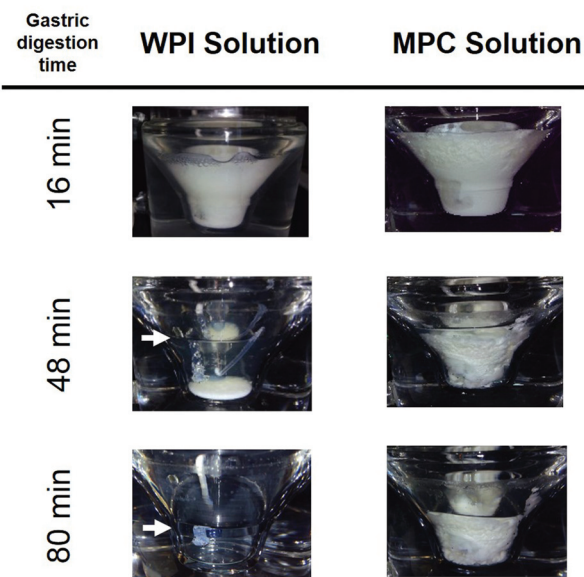 Gastric
digestion
time
WPI Solution
MPC Solution
16 min
48 min
80 min